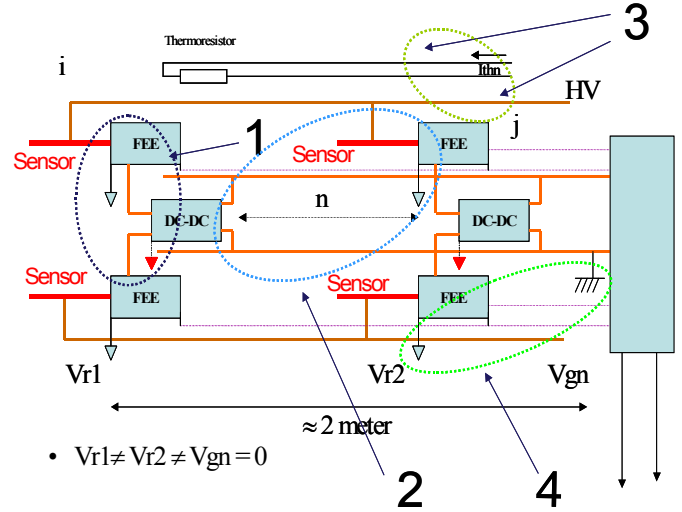 3
Thermoresistor
i
Ithn
HV
j
FEE
1
FEE
Sensor
Sensor
n
DC-DC
DC-DC
Sensor
Sensor
FEE
FEE
Vr1
Vr2
Vgn
≈ 2 meter
• Vr1≠ Vr2 ≠ Vgn = 0
2
4